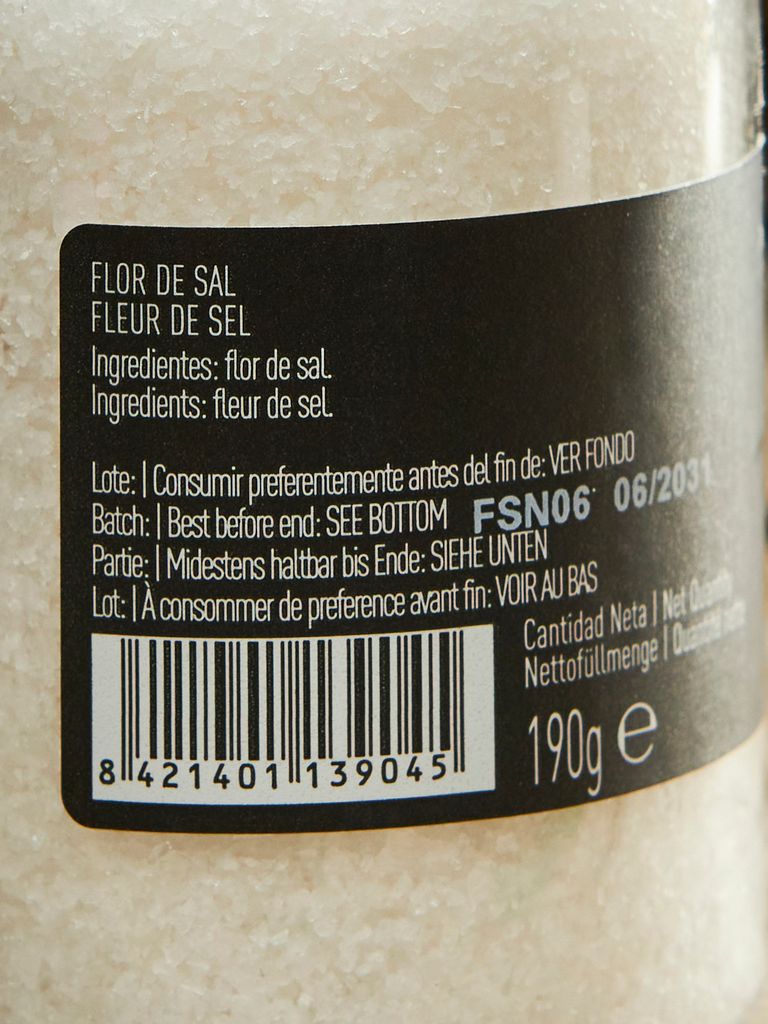 FLOR DE SAL
FLEUR DE SEL
Ingredientes: flor de sal.
Ingredients: fleur de sel.
Lote: | Consumir preferentemente antes del fin de: VER FONDO
Batch: | Best before end: SEE BOTTOM
FSN06 06/2031
Partie: | Midestens haltbar bis Ende: SIEHE UNTEN
Lot: | À consommer de preference avant fin: VOIR AU BAS
Cantidad Neta | Net
Nettofüllmenge |
190g e
8 421401 139045